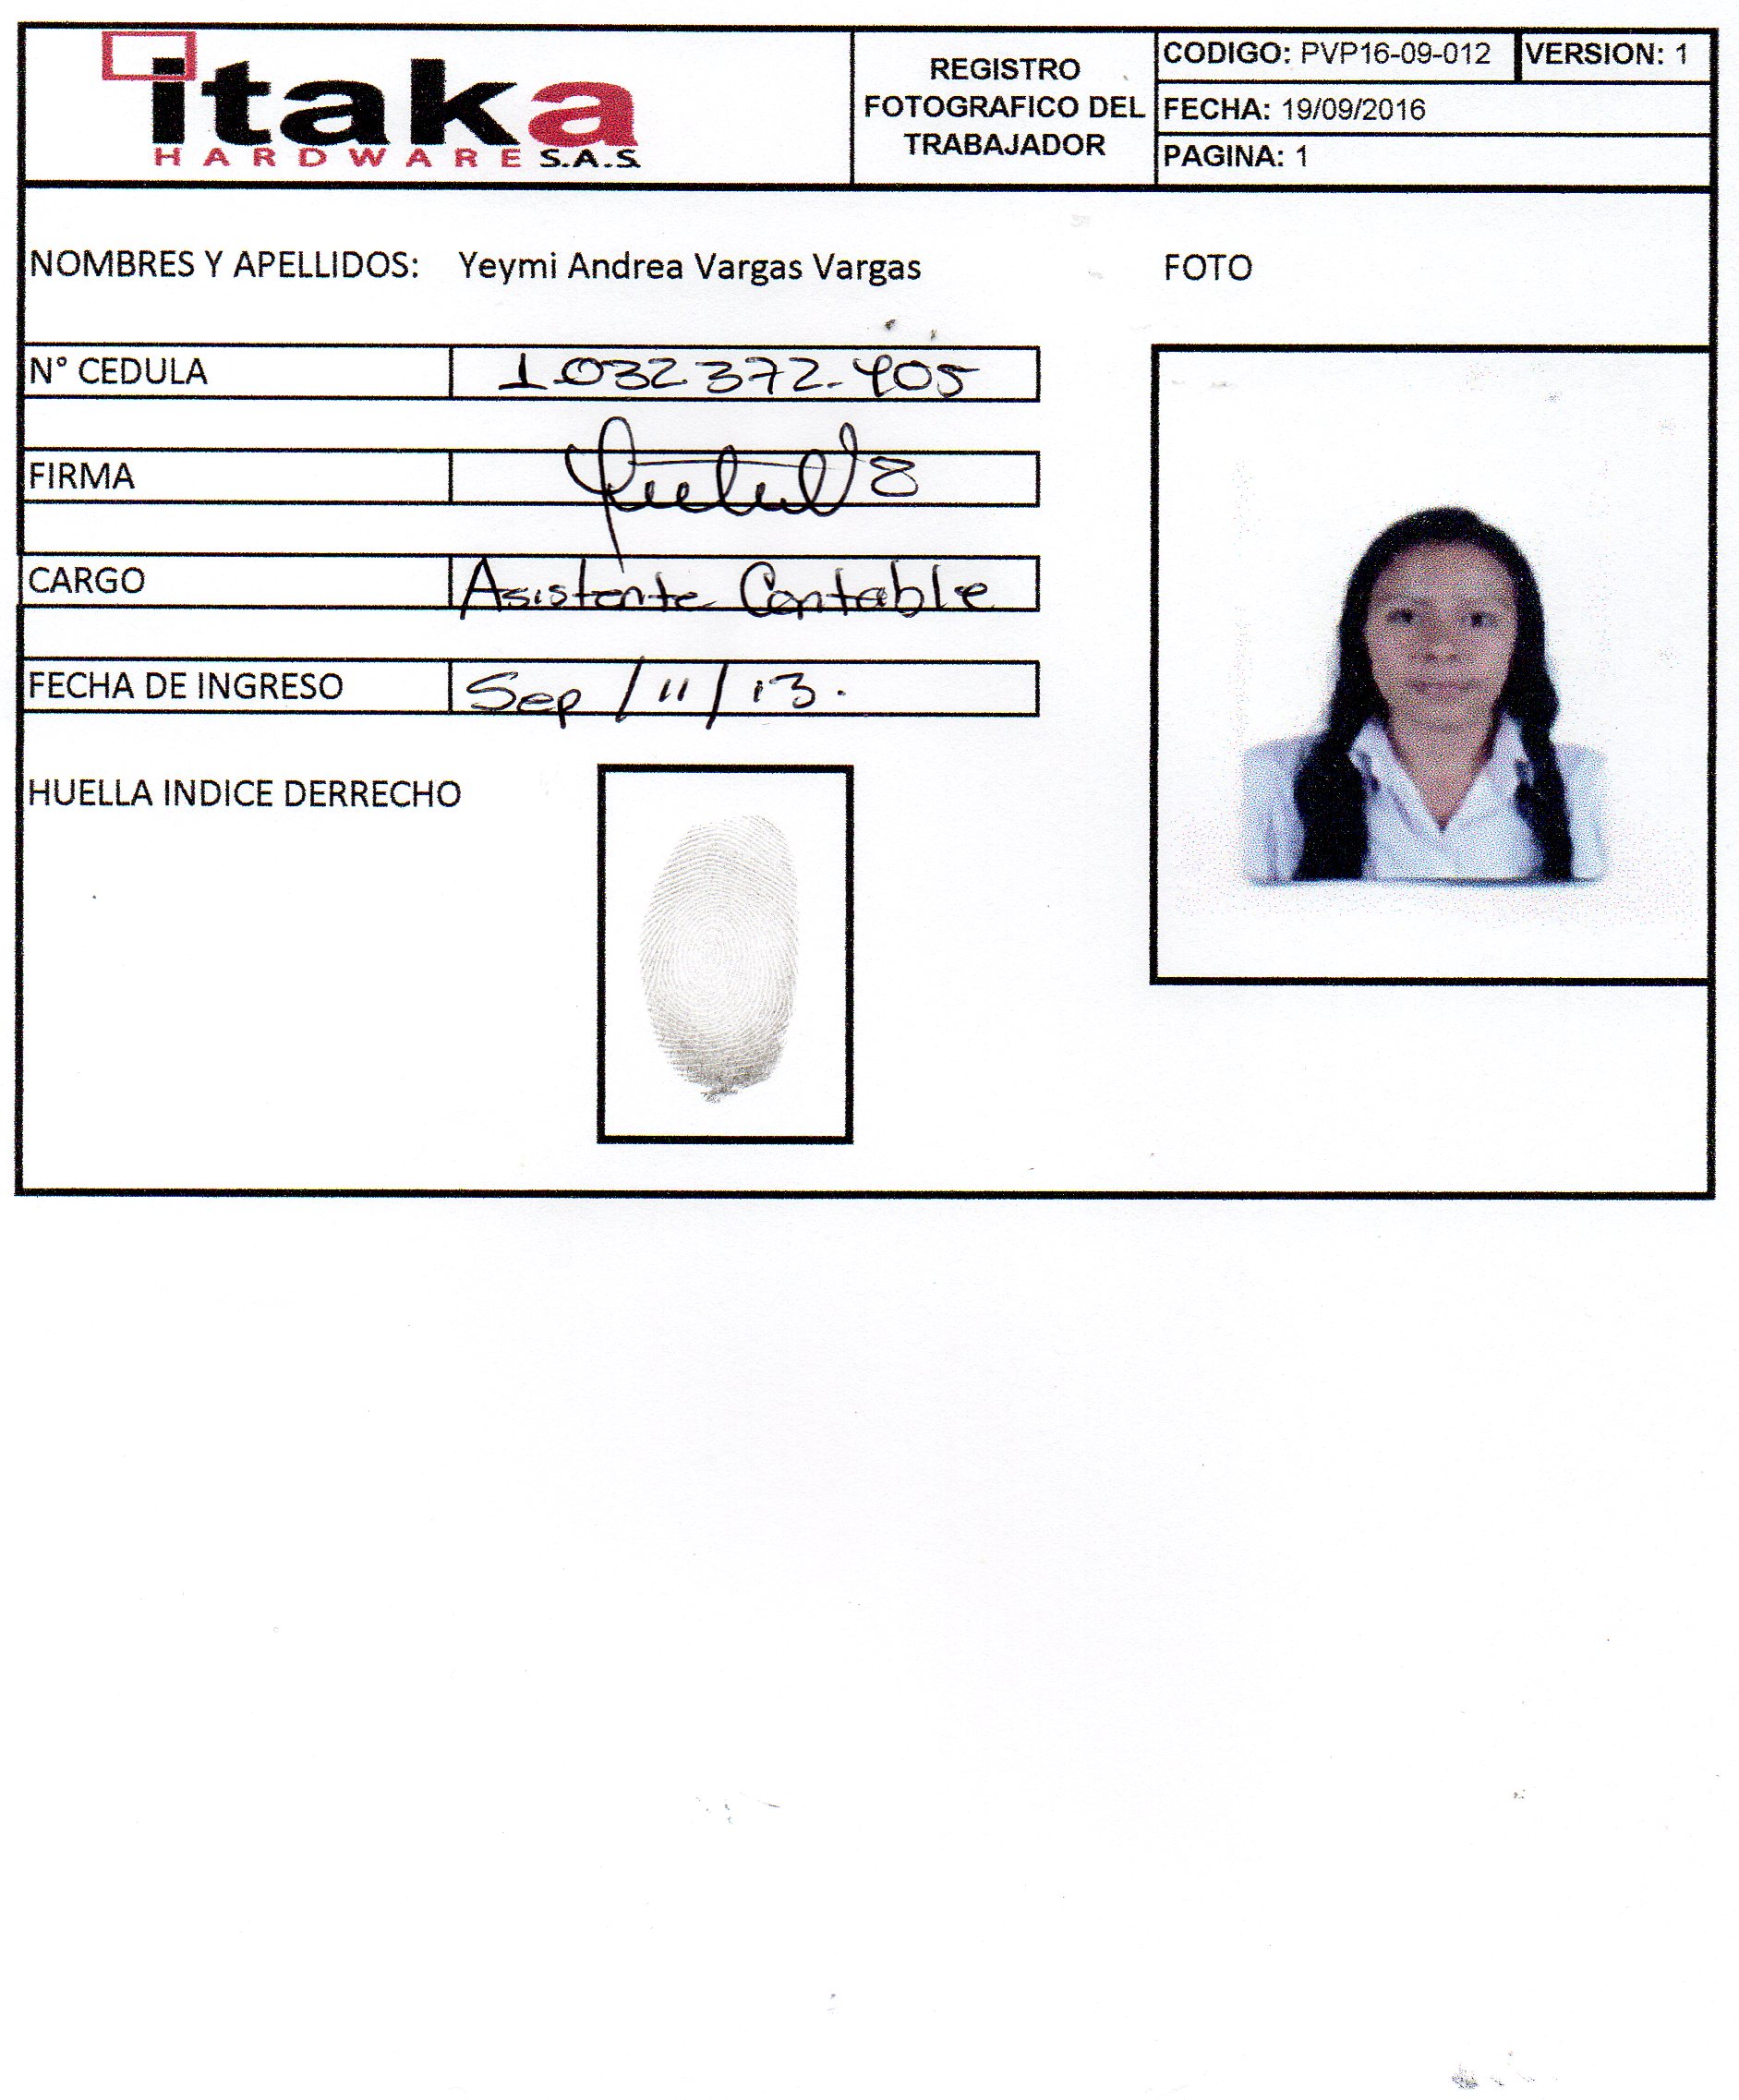 itaka
HARDWARE S.A.S.
REGISTRO
FOTOGRAFICO DEL
TRABAJADOR
CODIGO: PVP16-09-012
VERSION: 1
FECHA: 19/09/2016
PAGINA: 1
NOMBRES Y APELLIDOS: Yeymi Andrea Vargas Vargas
FOTO
N° CEDULA 1.032.372.405
FIRMA
CARGO Asistente Contable
FECHA DE INGRESO Sep / 11 / 13.
HUELLA INDICE DERRECHO